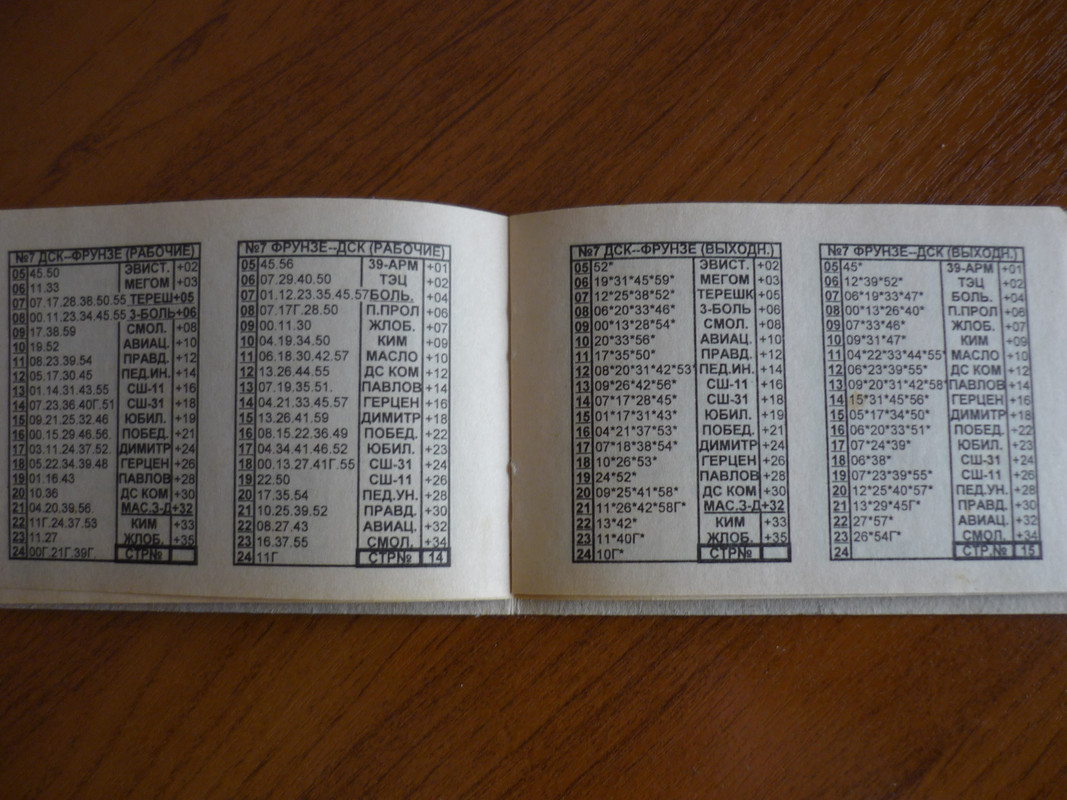 №7 ДСК--ФРУНЗЕ (РАБОЧИЕ)
05 45.50 ЭВИСТ. +02
06 11.33 МЕГОМ +03
07 07.17.28.38.50.55 ТЕРЕШ+05
08 00.11.23.34.45.55 3-БОЛЬ+06
09 17.38.59 СМОЛ. +08
10 19.52 АВИАЦ. +10
11 08.23.39.54 ПРАВД. +12
12 05.17.30.45 ПЕД.ИН. +14
13 01.14.31.43.55 СШ-11 +16
14 07.23.36.40Г.51 СШ-31 +18
15 09.21.25.32.46 ЮБИЛ. +19
16 00.15.29.46.56. ПОБЕД. +21
17 03.11.24.37.52. ДИМИТР +24
18 05.22.34.39.48 ГЕРЦЕН +26
19 01.16.43 ПАВЛОВ +28
20 10.36 ДС КОМ +30
21 04.20.39.56 МАС.З-Д+32
22 11Г.24.37.53 КИМ +33
23 11.27 ЖЛОБ. +35
24 00Г.21Г.39Г. СТР№
№7 ФРУНЗЕ--ДСК (РАБОЧИЕ)
05 45.56 39-АРМ +01
06 07.29.40.50 ТЭЦ +02
07 01.12.23.35.45.57 БОЛЬ. +04
08 07.17Г.28.50 П.ПРОЛ +06
09 00.11.30 ЖЛОБ. +07
10 04.19.34.50 КИМ +09
11 06.18.30.42.57 МАСЛО +10
12 13.26.44.55 ДС КОМ +12
13 07.19.35.51. ПАВЛОВ +14
14 04.21.33.45.57 ГЕРЦЕН +16
15 13.26.41.59 ДИМИТР +18
16 08.15.22.36.49 ПОБЕД. +22
17 04.34.41.46.52 ЮБИЛ. +23
18 00.13.27.41Г.55 СШ-31 +24
19 22.50 СШ-11 +26
20 17.35.54 ПЕД.УН. +28
21 10.25.39.52 ПРАВД. +30
22 08.27.43 АВИАЦ. +32
23 16.37.55 СМОЛ. +34
24 11Г СТР№ 14
№7 ДСК--ФРУНЗЕ (ВЫХОДН.)
05 52* ЭВИСТ. +02
06 19*31*45*59* МЕГОМ +03
07 12*25*38*52* ТЕРЕШК +05
08 06*20*33*46* 3-БОЛЬ +06
09 00*13*28*54* СМОЛ. +08
10 20*33*56* АВИАЦ. +10
11 17*35*50* ПРАВД. +12
12 08*20*31*42*53* ПЕД.ИН. +14
13 09*26*42*56* СШ-11 +16
14 07*17*28*45* СШ-31 +18
15 01*17*31*43* ЮБИЛ. +19
16 04*21*37*53* ПОБЕД. +21
17 07*18*38*54* ДИМИТР +24
18 10*26*53* ГЕРЦЕН +26
19 24*52* ПАВЛОВ +28
20 09*25*41*58* ДС КОМ +30
21 11*26*42*58Г* МАС.З-Д+32
22 13*42* КИМ +33
23 11*40Г* ЖЛОБ. +35
24 10Г* СТР№
№7 ФРУНЗЕ--ДСК (ВЫХОДН.)
05 45* 39-АРМ +01
06 12*39*52* ТЭЦ +02
07 06*19*33*47* БОЛЬ. +04
08 00*13*26*40* П.ПРОЛ +06
09 07*33*46* ЖЛОБ. +07
10 09*31*47* КИМ +09
11 04*22*33*44*55* МАСЛО +10
12 06*23*39*55* ДС КОМ +12
13 09*20*31*42*58* ПАВЛОВ +14
14 15*31*45*56* ГЕРЦЕН +16
15 05*17*34*50* ДИМИТР +18
16 06*20*33*51* ПОБЕД. +22
17 07*24*39* ЮБИЛ. +23
18 06*38* СШ-31 +24
19 07*23*39*55* СШ-11 +26
20 12*25*40*57* ПЕД.УН. +28
21 13*29*45Г* ПРАВД. +30
22 27*57* АВИАЦ. +32
23 26*54Г* СМОЛ. +34
24 СТР.№ 15